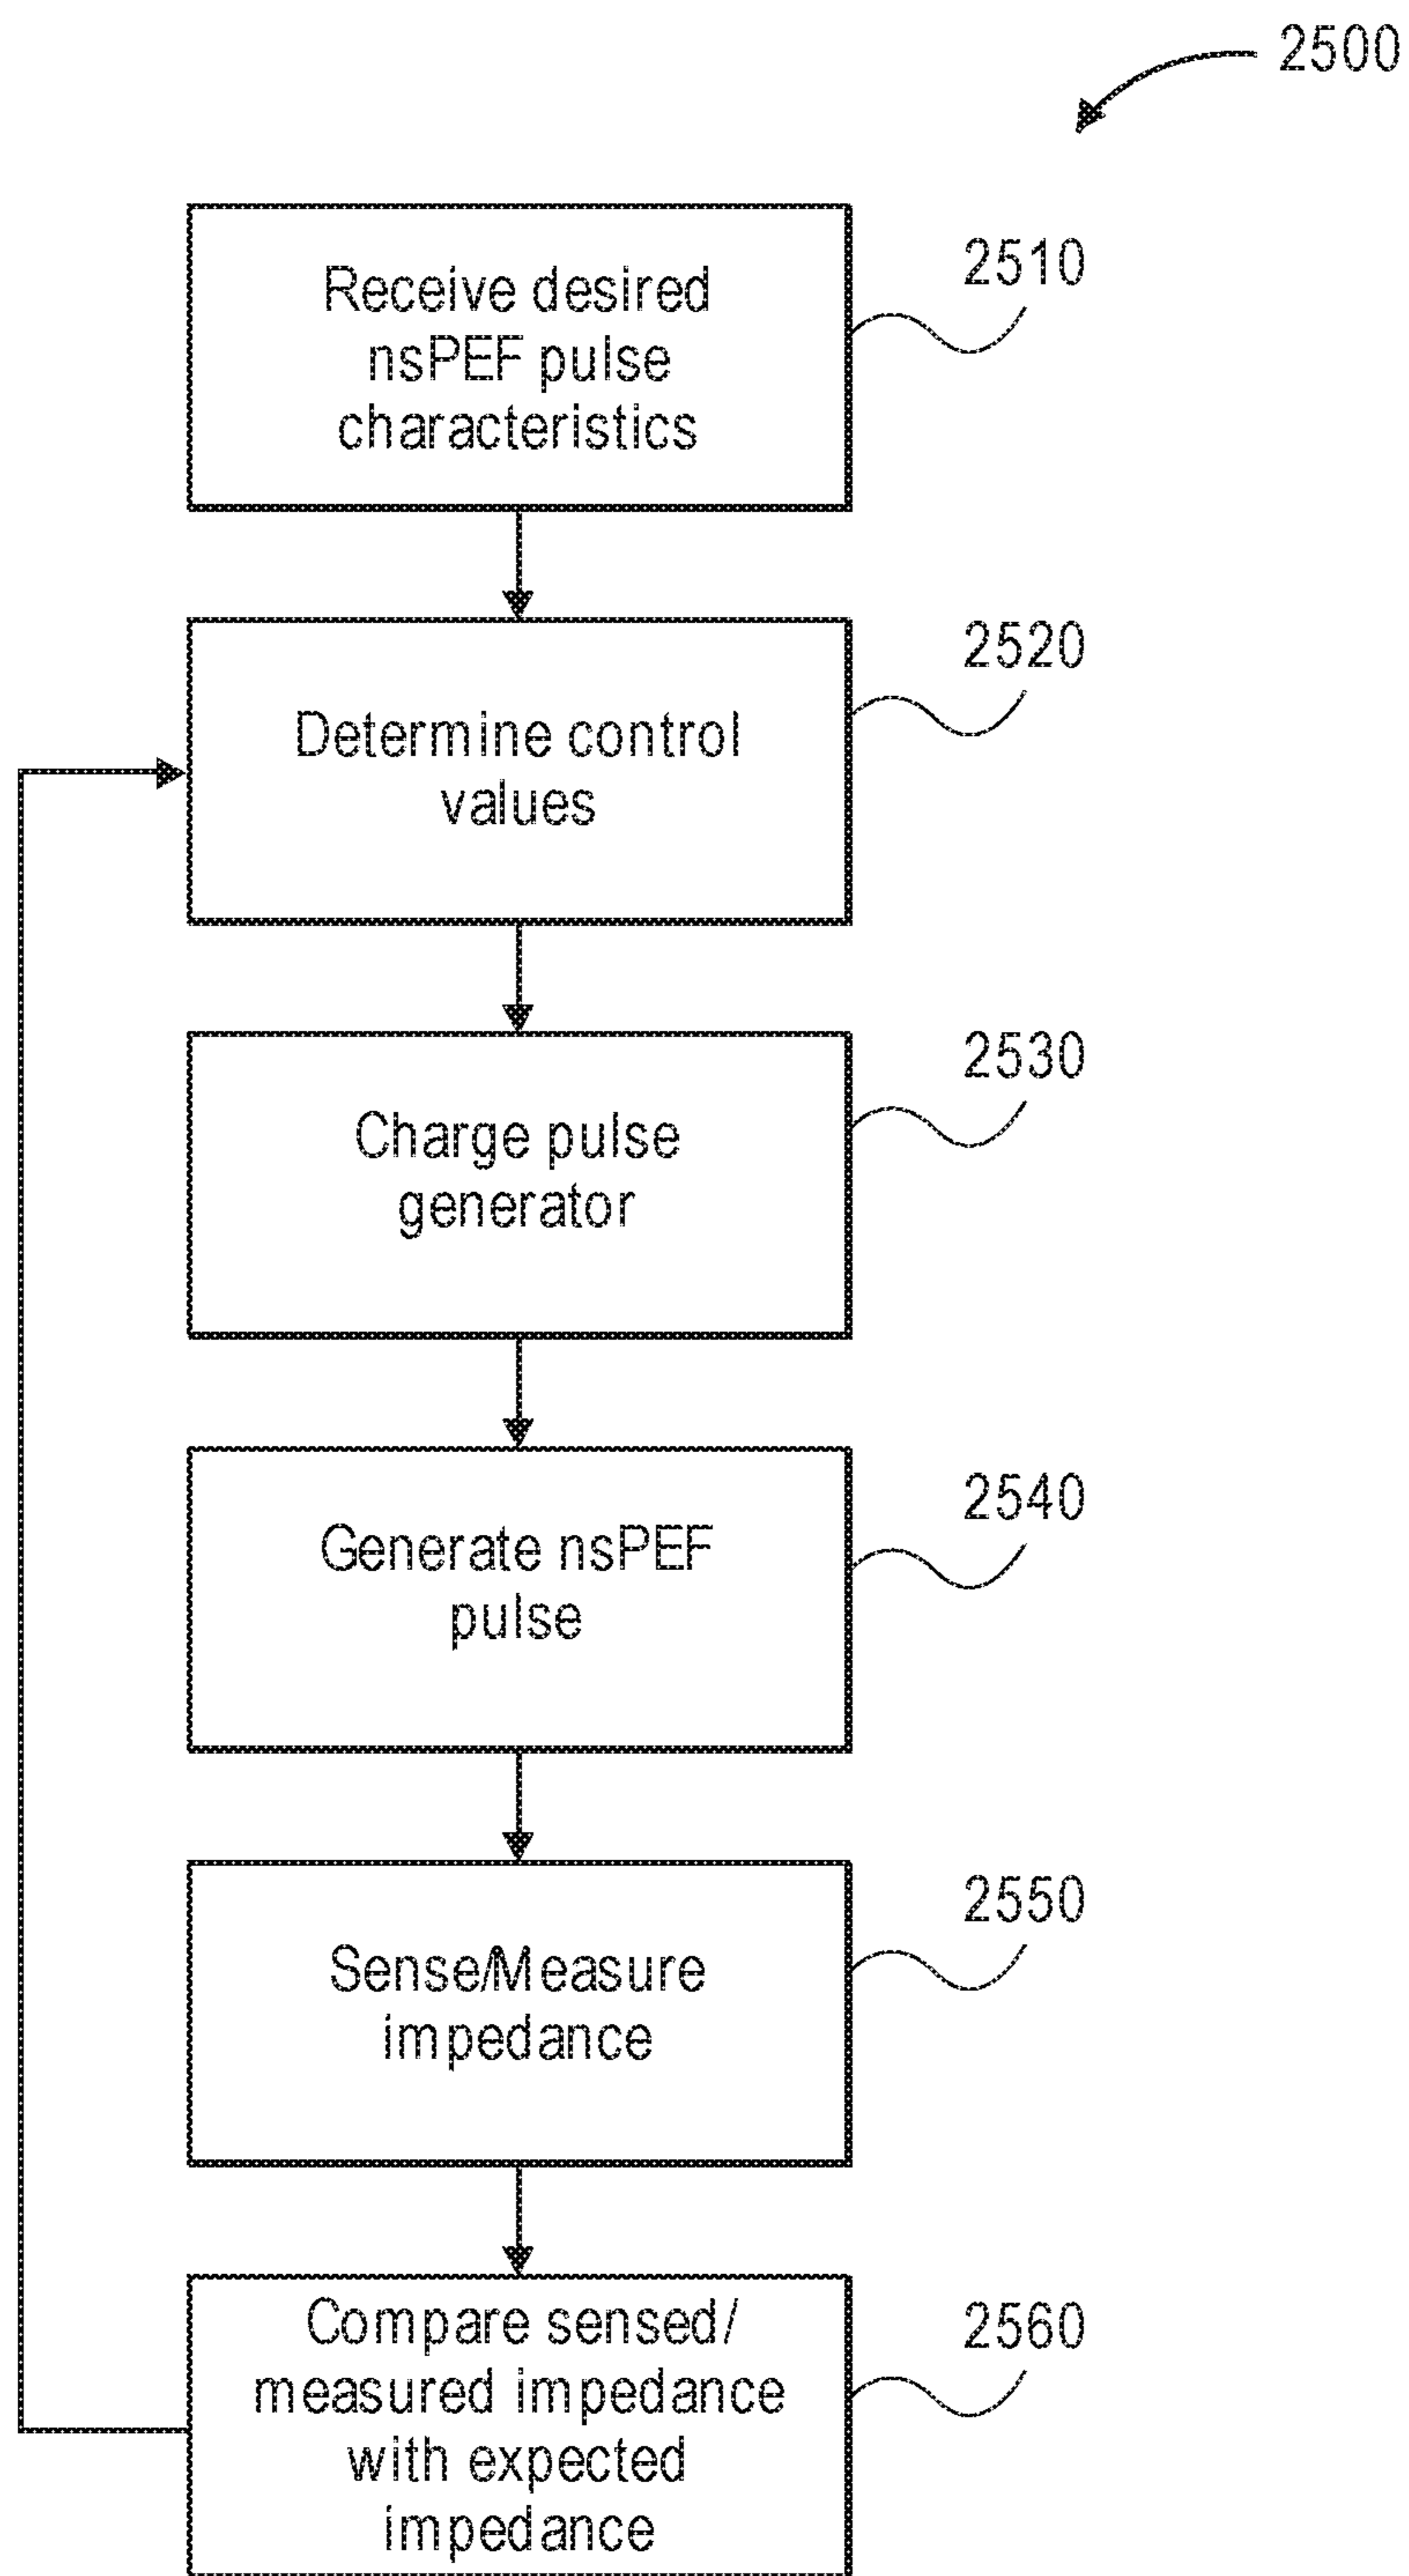 2500
Receive desired
nsPEF pulse
characteristics
2510
Determine control
values
2520
Charge pulse
generator
2530
Generate nsPEF
pulse
2540
Sense/Measure
impedance
2550
Compare sensed/
measured impedance
with expected
impedance
2560